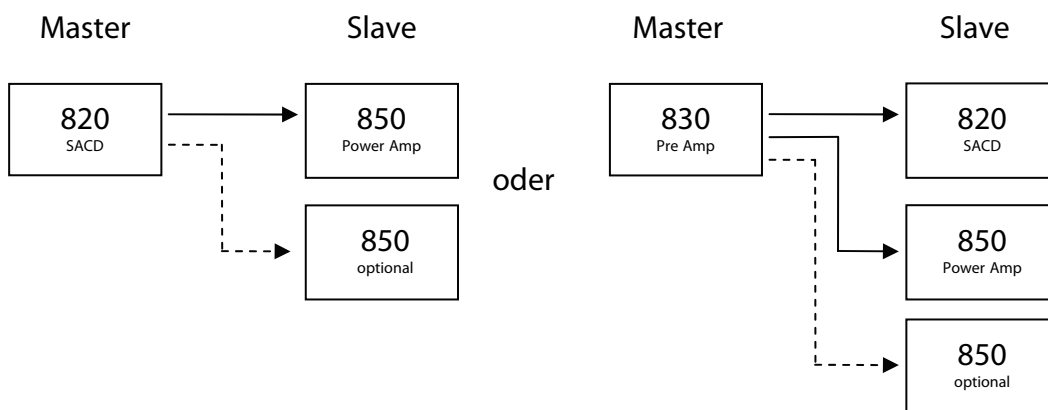 Master
Slave
820
SACD
850
Power Amp
850
optional
oder
Master
Slave
830
Pre Amp
820
SACD
850
Power Amp
850
optional